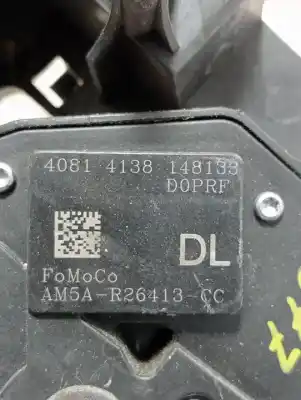 4081 4138 148133
D0PRF
DL
FoMoCo
AM5A-R26413-CC